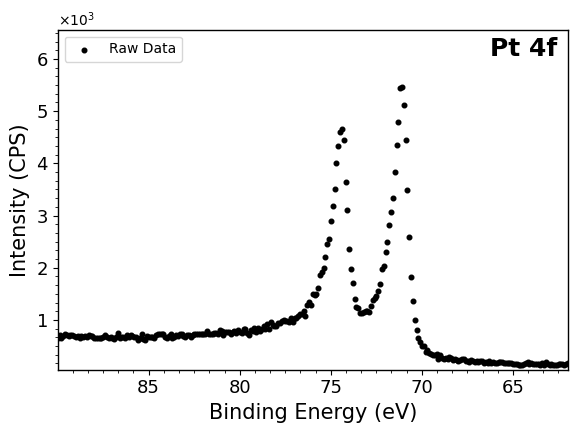 ×10³
Raw Data
Pt 4f
6
5
4
3
2
1
Intensity (CPS)
85 80 75 70 65
Binding Energy (eV)